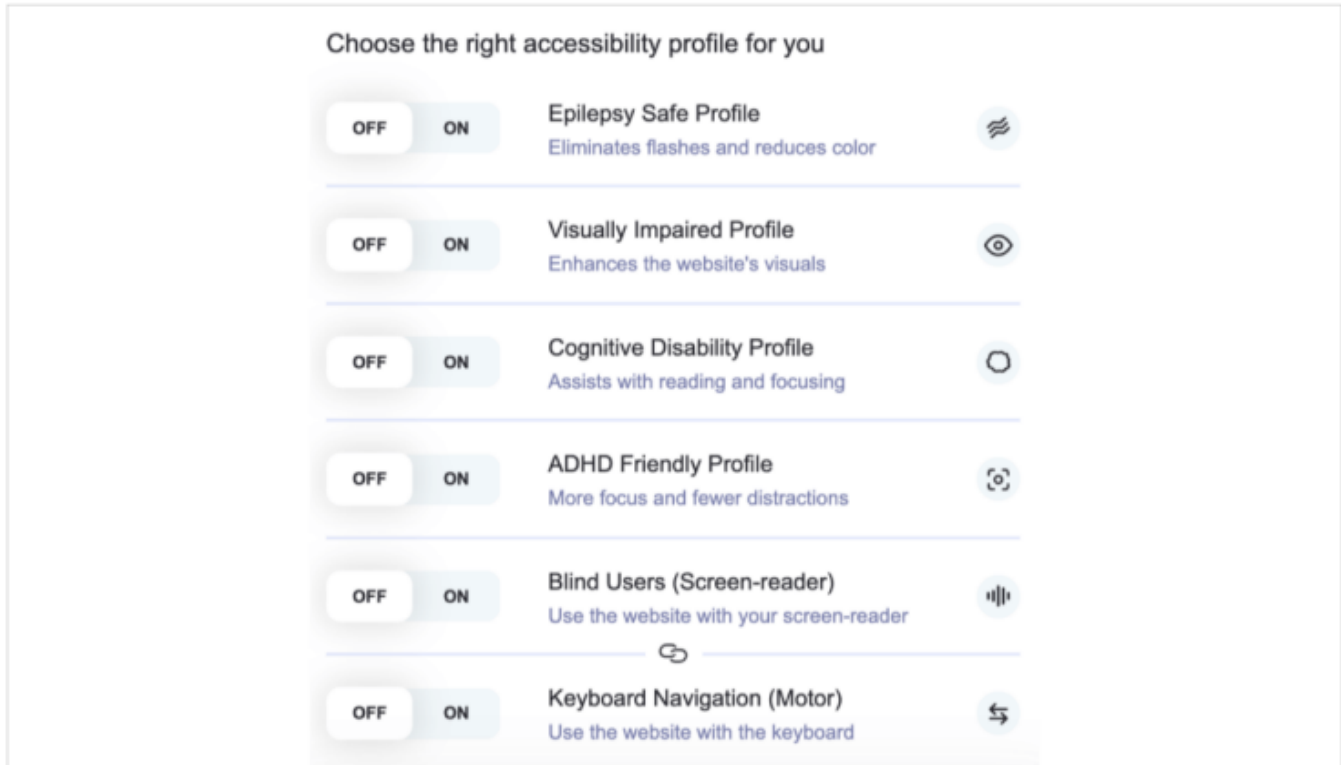 Choose the right accessibility profile for you
OFF ON Epilepsy Safe Profile
Eliminates flashes and reduces color
OFF ON Visually Impaired Profile
Enhances the website's visuals
OFF ON Cognitive Disability Profile
Assists with reading and focusing
OFF ON ADHD Friendly Profile
More focus and fewer distractions
OFF ON Blind Users (Screen-reader)
Use the website with your screen-reader
OFF ON Keyboard Navigation (Motor)
Use the website with the keyboard